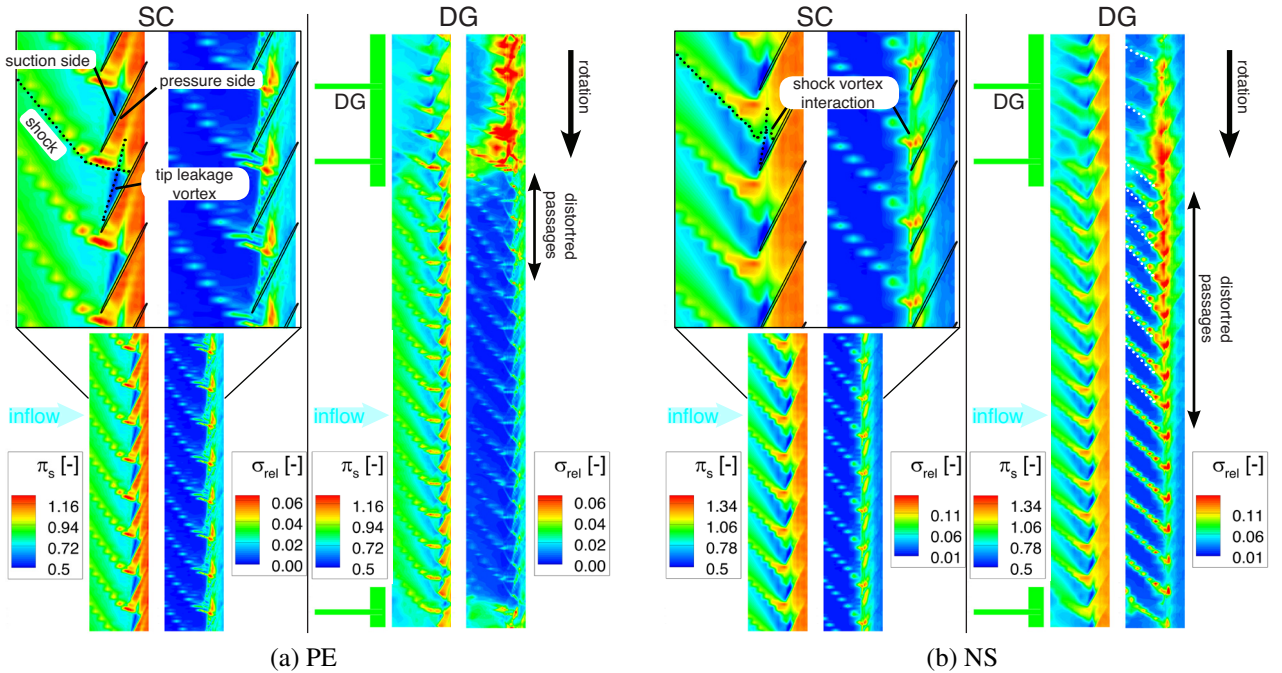 SC
DG
suction side
pressure side
shock
tip leakage
vortex
DG
rotation
distortred
passages
inflow
inflow
π_s [-]
1.16
0.94
0.72
0.5
σ_rel [-]
0.06
0.04
0.02
0.00
π_s [-]
1.16
0.94
0.72
0.5
σ_rel [-]
0.06
0.04
0.02
0.00
(a) PE
SC
DG
shock vortex
interaction
DG
rotation
distortred
passages
inflow
inflow
π_s [-]
1.34
1.06
0.78
0.5
σ_rel [-]
0.11
0.06
0.01
π_s [-]
1.34
1.06
0.78
0.5
σ_rel [-]
0.11
0.06
0.01
(b) NS